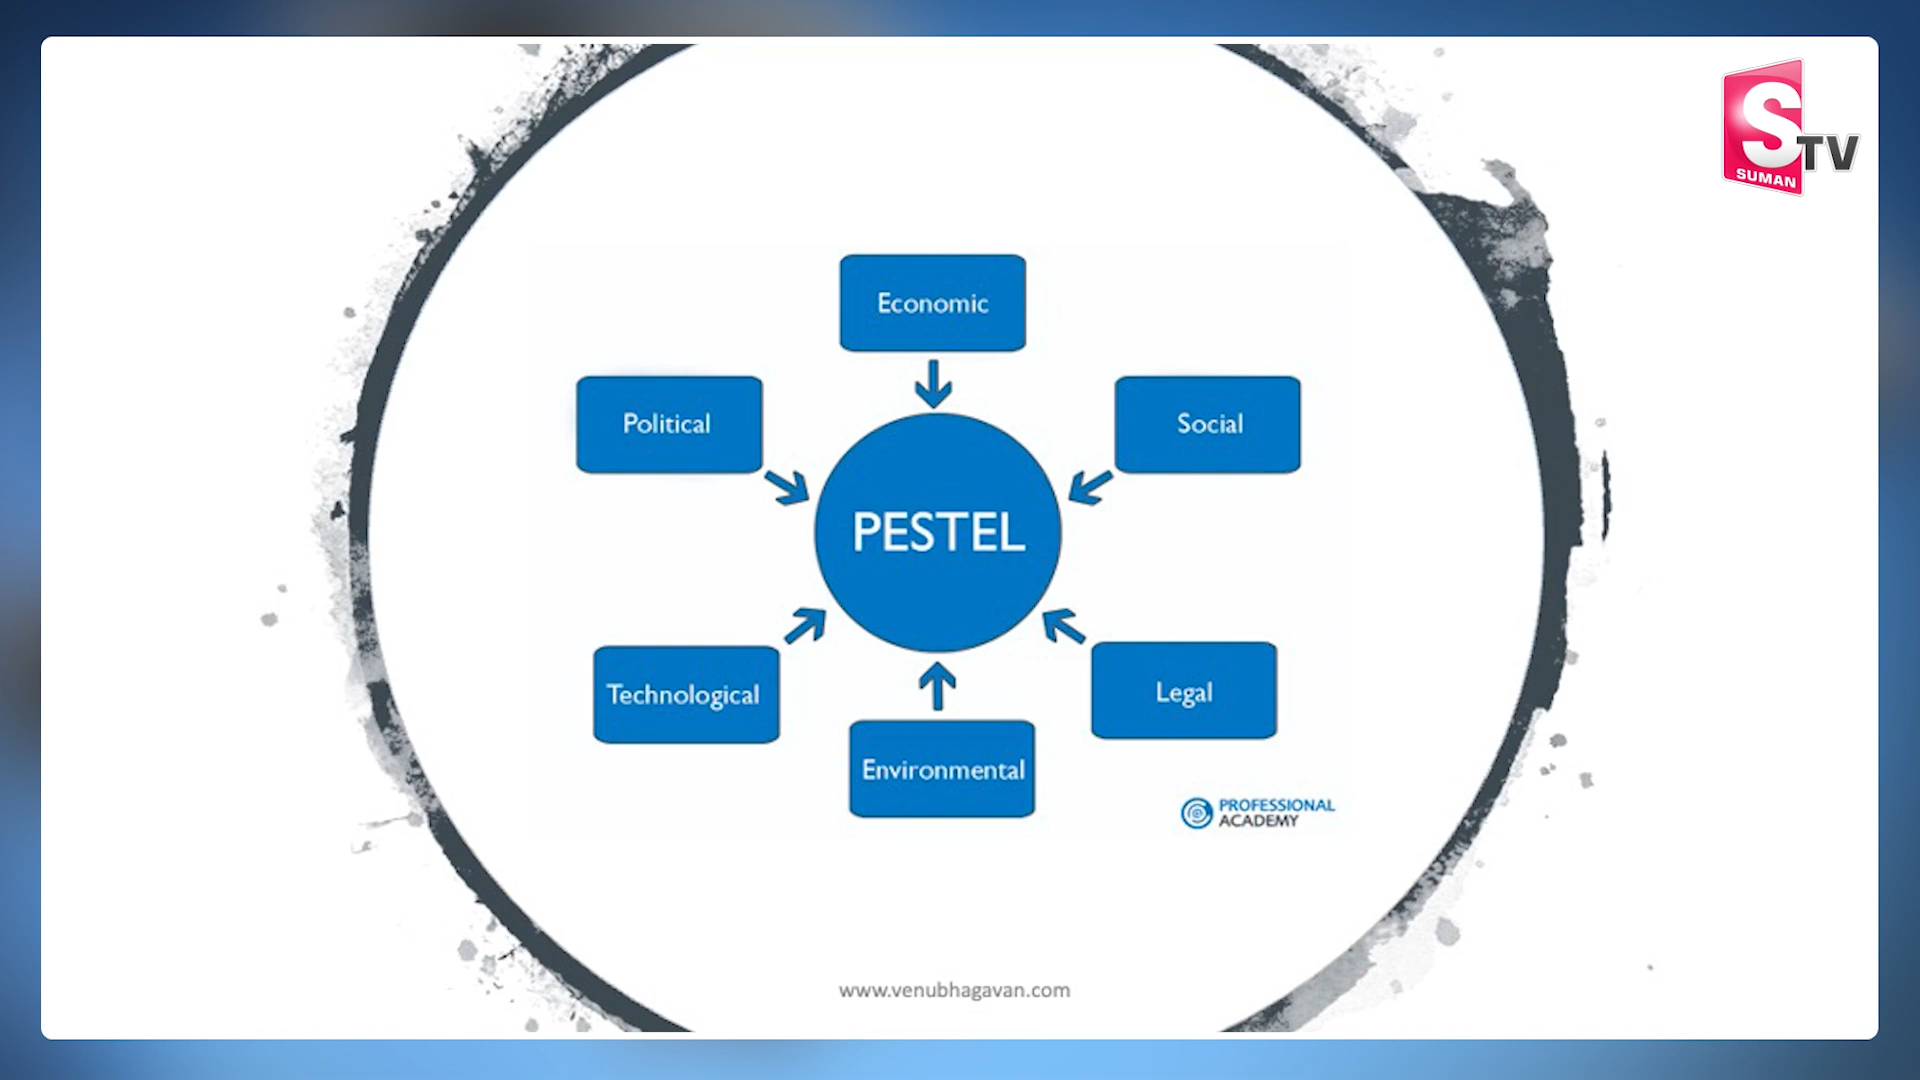 S
TV
SUMAN
Economic
Political
Social
PESTEL
Technological
Legal
Environmental
PROFESSIONAL
ACADEMY
www.venubhagavan.com